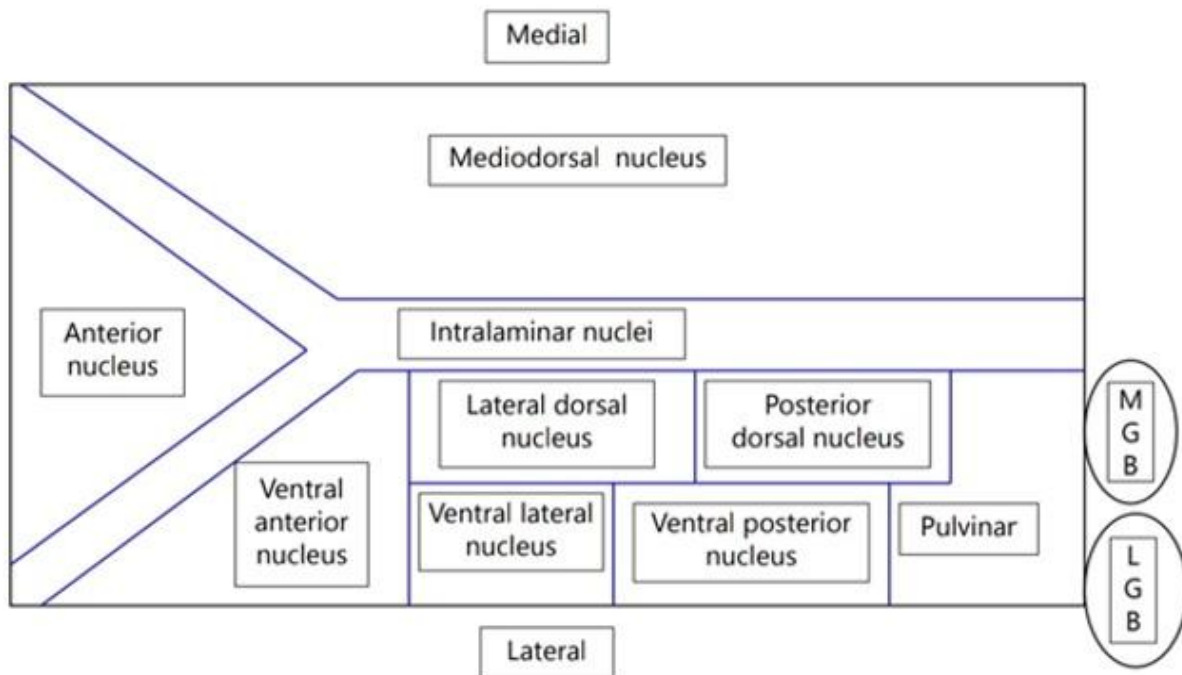 Medial
Mediodorsal nucleus
Anterior
nucleus
Intralaminar nuclei
Lateral dorsal
nucleus
Posterior
dorsal nucleus
M
G
B
Ventral
anterior
nucleus
Ventral lateral
nucleus
Ventral posterior
nucleus
Pulvinar
L
G
B
Lateral